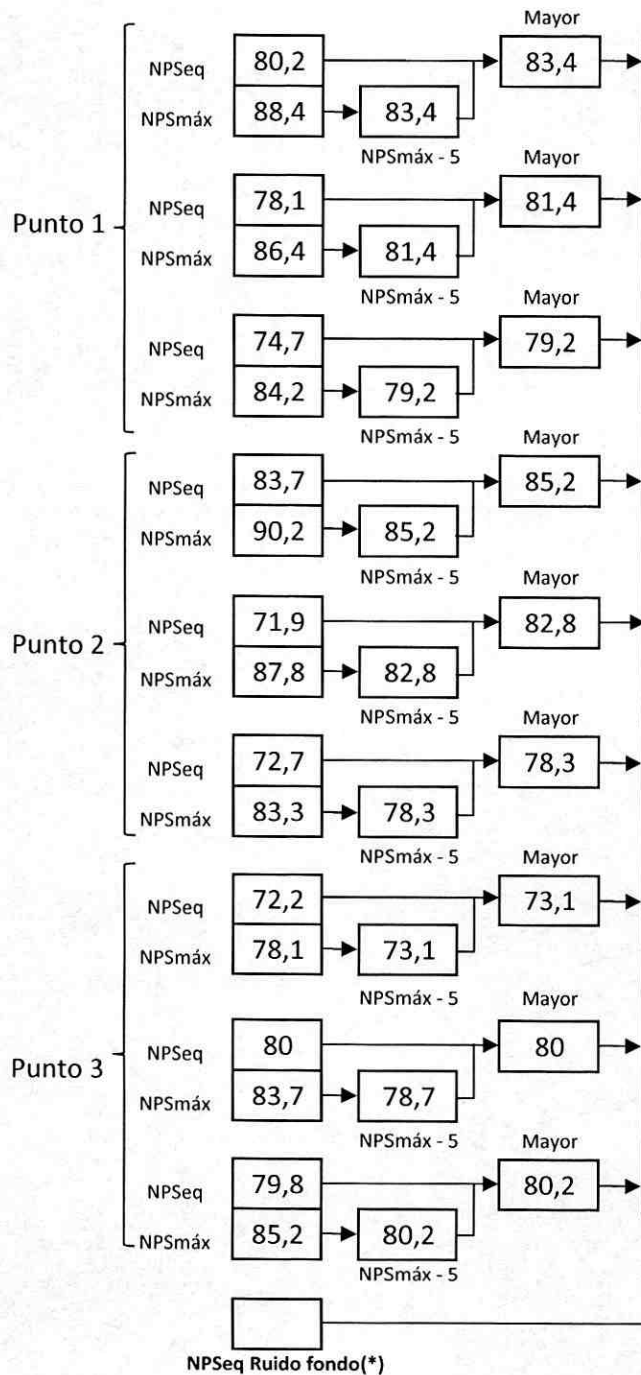 Mayor
NPSeq 80,2 83,4
NPSmáx 88,4 83,4
NPSmáx - 5
Mayor
NPSeq 78,1 81,4
Punto 1
NPSmáx 86,4 81,4
NPSmáx - 5
Mayor
NPSeq 74,7 79,2
NPSmáx 84,2 79,2
NPSmáx - 5
Mayor
NPSeq 83,7 85,2
NPSmáx 90,2 85,2
NPSmáx - 5
Mayor
NPSeq 71,9 82,8
Punto 2
NPSmáx 87,8 82,8
NPSmáx - 5
Mayor
NPSeq 72,7 78,3
NPSmáx 83,3 78,3
NPSmáx - 5
Mayor
NPSeq 72,2 73,1
NPSmáx 78,1 73,1
NPSmáx - 5
Mayor
NPSeq 80 80
Punto 3
NPSmáx 83,7 78,7
NPSmáx - 5
Mayor
NPSeq 79,8 80,2
NPSmáx 85,2 80,2
NPSmáx - 5
NPSeq Ruido fondo(*)